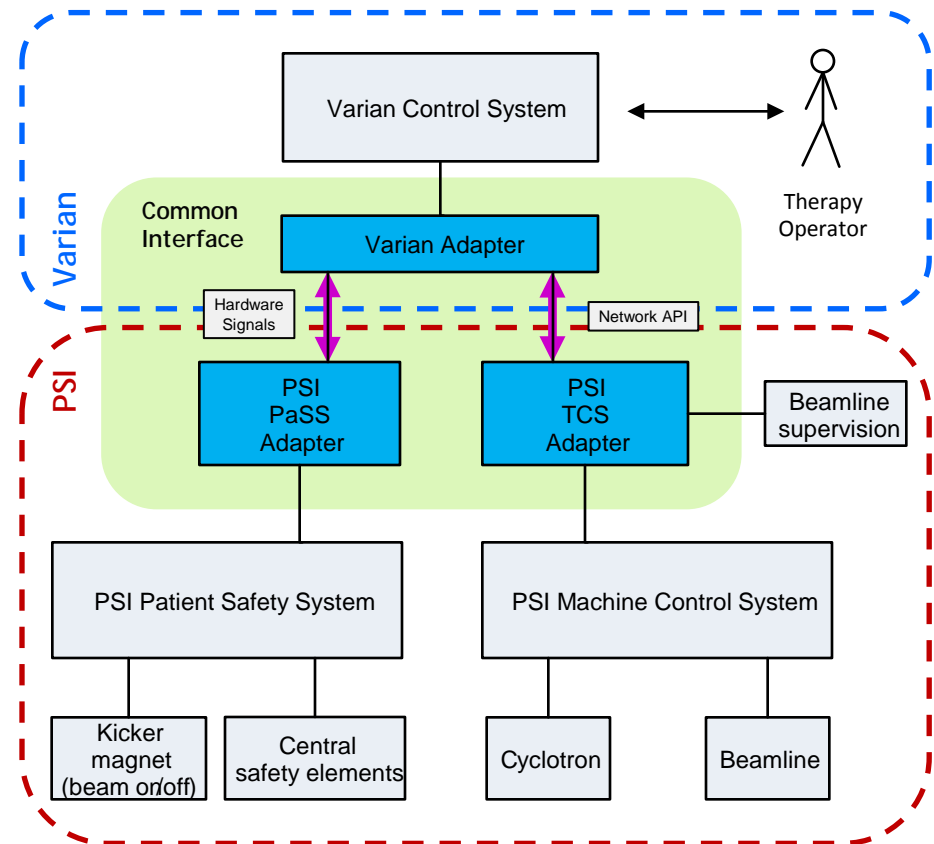 Varian Control System
Therapy
Operator
Varian
Common
Interface
Varian Adapter
Hardware
Signals
Network API
PSI
PSI
PaSS
Adapter
PSI
TCS
Adapter
Beamline
supervision
PSI Patient Safety System
PSI Machine Control System
Kicker
magnet
(beam on/off)
Central
safety elements
Cyclotron
Beamline